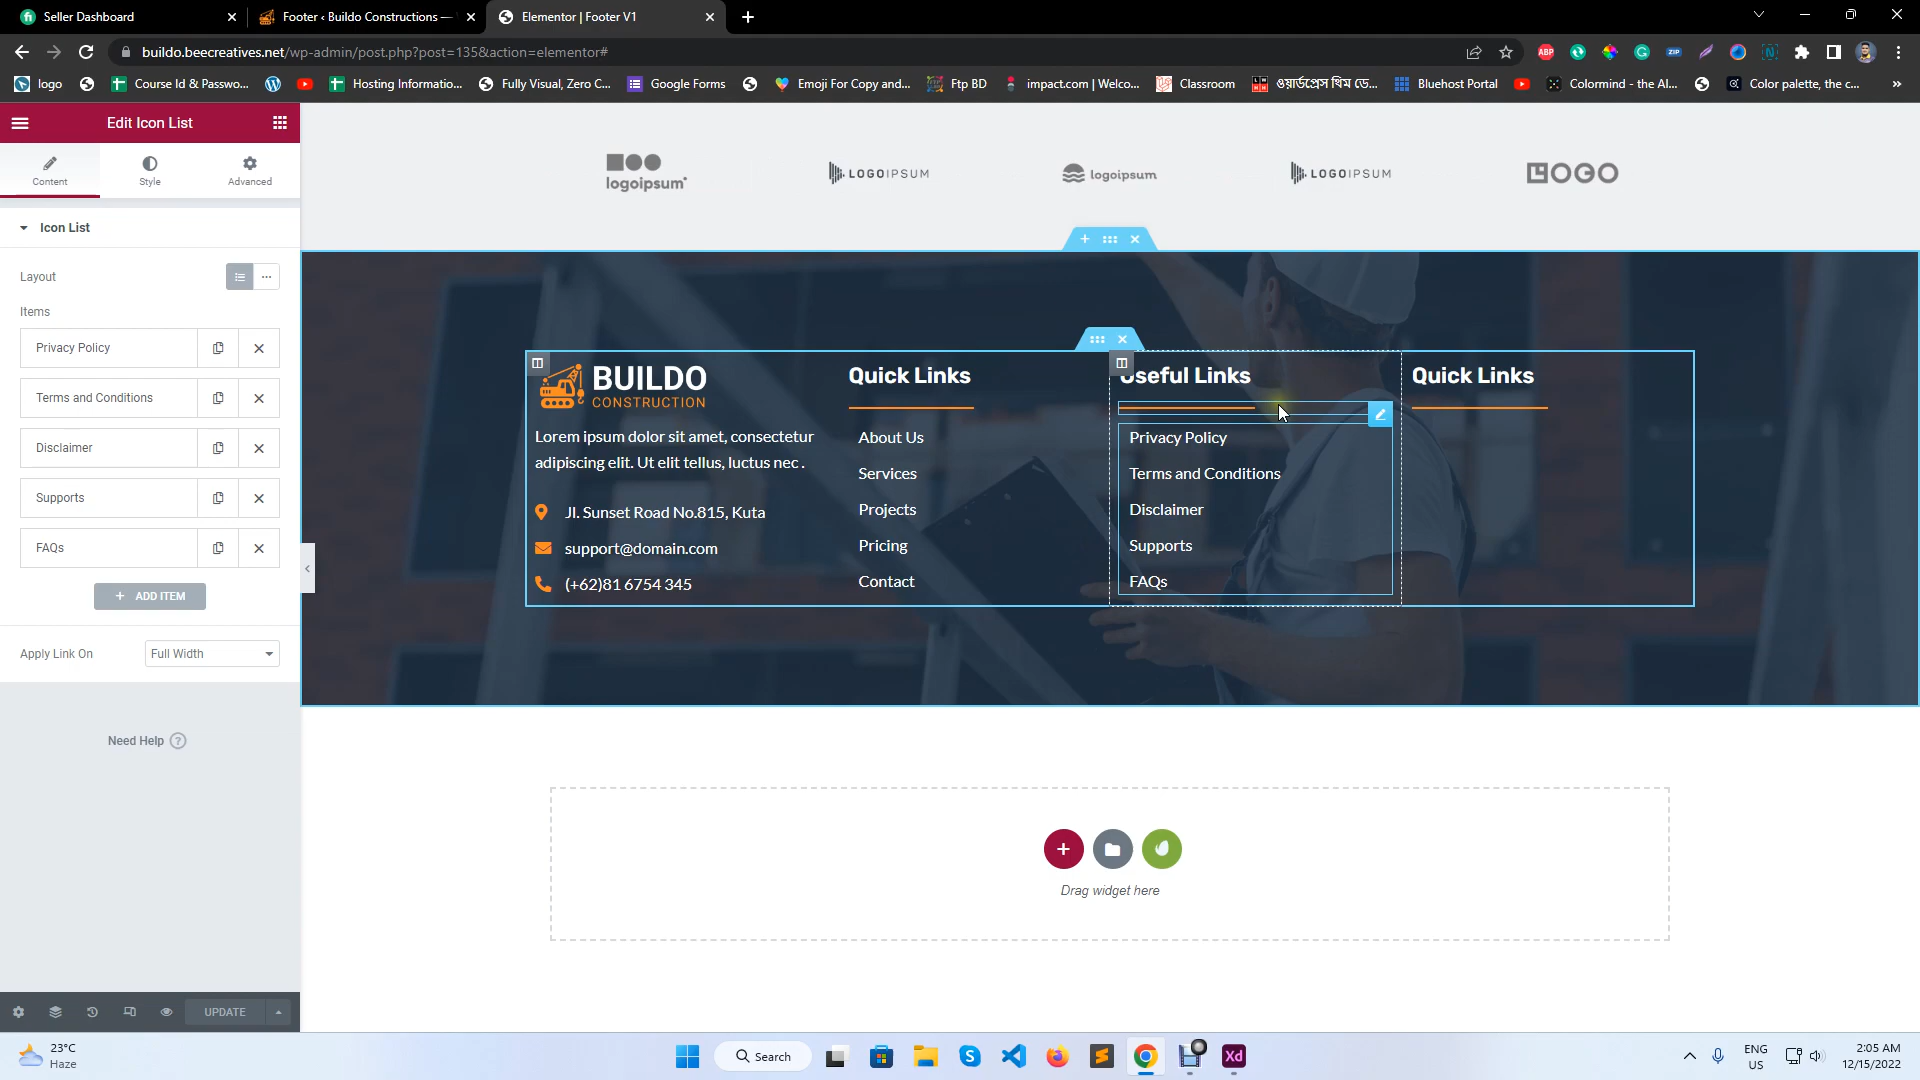 Seller Dashboard
Footer ‹ Buildo Constructions —
Elementor | Footer V1
buildo.beecreatives.net/wp-admin/post.php?post=135&action=elementor#
logo
Course Id & Passwo...
Hosting Informatio...
Fully Visual, Zero C...
Google Forms
Emoji For Copy and...
Ftp BD
impact.com | Welco...
Classroom
ওয়ার্ডপ্রেস থিম ডে...
Bluehost Portal
Colormind - the AI...
Color palette, the c...
Edit Icon List
Content
Style
Advanced
Icon List
Layout
Items
Privacy Policy
Terms and Conditions
Disclaimer
Supports
FAQs
+ ADD ITEM
Apply Link On
Full Width
Need Help ?
UPDATE
logoipsum
LOGOIPSUM
logoipsum
LOGOIPSUM
LOGO
BUILDO
CONSTRUCTION
Lorem ipsum dolor sit amet, consectetur
adipiscing elit. Ut elit tellus, luctus nec .
Jl. Sunset Road No.815, Kuta
support@domain.com
(+62)81 6754 345
Quick Links
About Us
Services
Projects
Pricing
Contact
Useful Links
Privacy Policy
Terms and Conditions
Disclaimer
Supports
FAQs
Quick Links
Drag widget here
23°C
Haze
Search
Xd
ENG
US
2:05 AM
12/15/2022